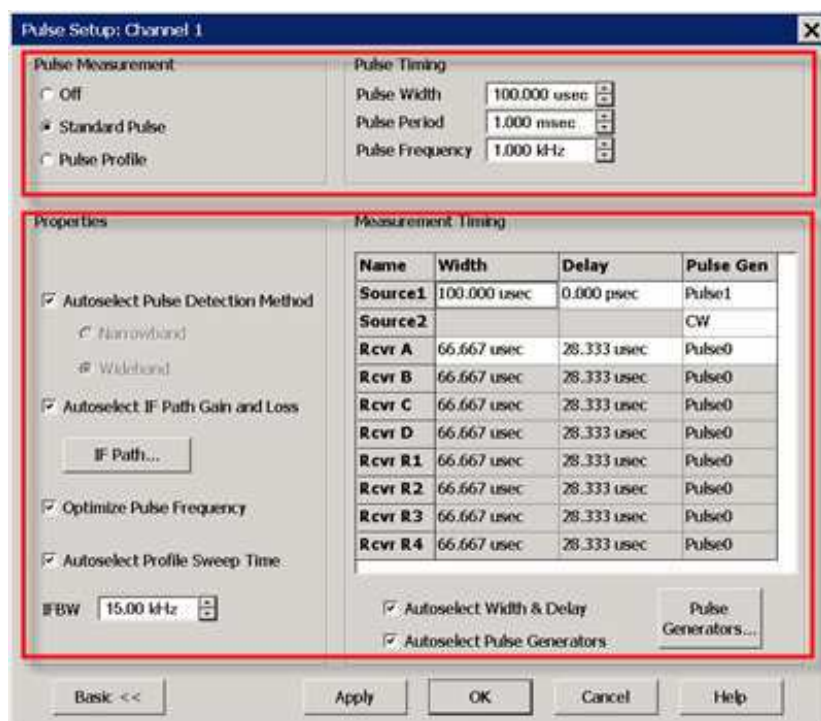 Pulse Setup: Channel 1
Pulse Measurement
Off
Standard Pulse
Pulse Profile
Pulse Timing
Pulse Width 100.000 usec
Pulse Period 1.000 msec
Pulse Frequency 1.000 kHz
Properties
Autoselect Pulse Detection Method
Narrowband
Wideband
Autoselect IF Path Gain and Loss
IF Path...
Optimize Pulse Frequency
Autoselect Profile Sweep Time
IFBW 15.00 kHz
Measurement Timing
Name Width Delay Pulse Gen
Source1 100.000 usec 0.000 psec Pulse1
Source2 CW
Rcvr A 66.667 usec 28.333 usec Pulse0
Rcvr B 66.667 usec 28.333 usec Pulse0
Rcvr C 66.667 usec 28.333 usec Pulse0
Rcvr D 66.667 usec 28.333 usec Pulse0
Rcvr R1 66.667 usec 28.333 usec Pulse0
Rcvr R2 66.667 usec 28.333 usec Pulse0
Rcvr R3 66.667 usec 28.333 usec Pulse0
Rcvr R4 66.667 usec 28.333 usec Pulse0
Autoselect Width & Delay
Autoselect Pulse Generators
Pulse
Generators...
Basic << Apply OK Cancel Help